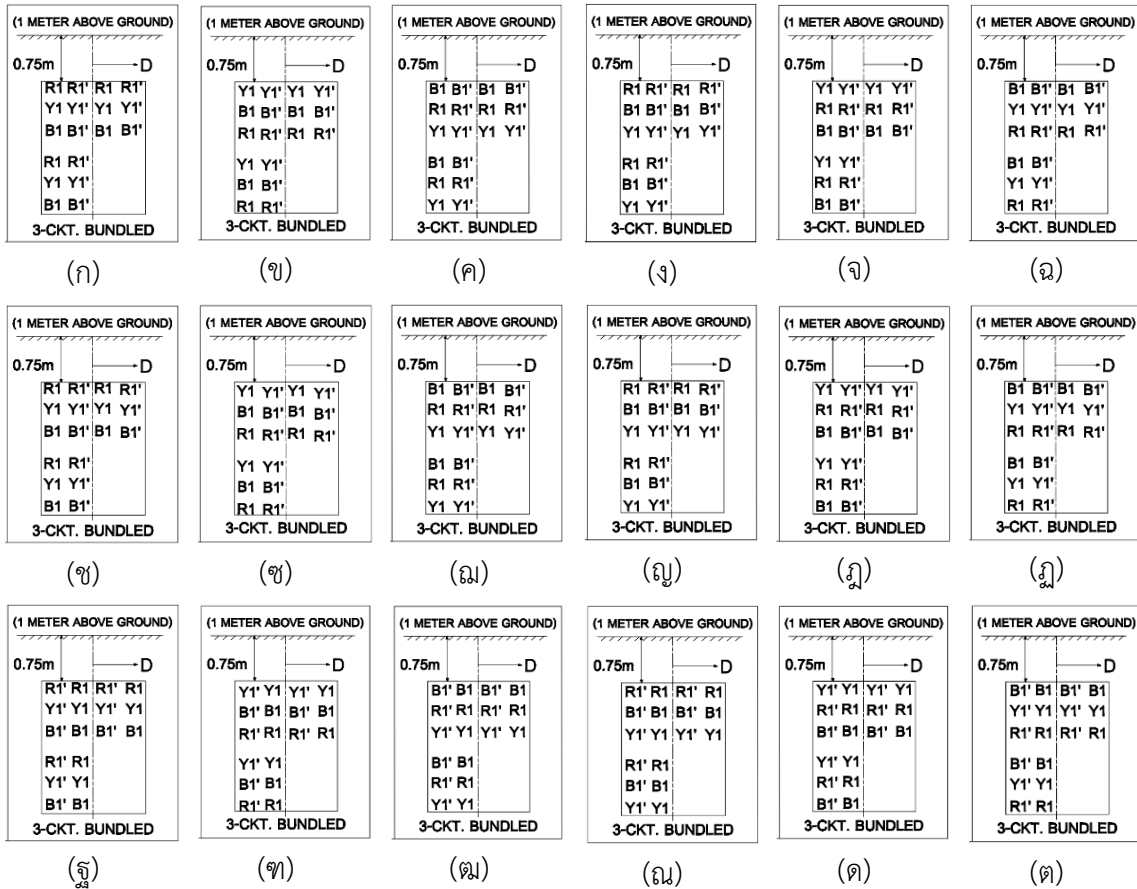 (1 METER ABOVE GROUND)
0.75m D
R1 R1' R1 R1'
Y1 Y1' Y1 Y1'
B1 B1' B1 B1'
R1 R1'
Y1 Y1'
B1 B1'
3-CKT. BUNDLED
(ก)
(1 METER ABOVE GROUND)
0.75m D
Y1 Y1' Y1 Y1'
B1 B1' B1 B1'
R1 R1' R1 R1'
Y1 Y1'
B1 B1'
R1 R1'
3-CKT. BUNDLED
(ข)
(1 METER ABOVE GROUND)
0.75m D
B1 B1' B1 B1'
R1 R1' R1 R1'
Y1 Y1' Y1 Y1'
B1 B1'
R1 R1'
Y1 Y1'
3-CKT. BUNDLED
(ค)
(1 METER ABOVE GROUND)
0.75m D
R1 R1' R1 R1'
B1 B1' B1 B1'
Y1 Y1' Y1 Y1'
R1 R1'
B1 B1'
Y1 Y1'
3-CKT. BUNDLED
(ง)
(1 METER ABOVE GROUND)
0.75m D
Y1 Y1' Y1 Y1'
R1 R1' R1 R1'
B1 B1' B1 B1'
Y1 Y1'
R1 R1'
B1 B1'
3-CKT. BUNDLED
(จ)
(1 METER ABOVE GROUND)
0.75m D
B1 B1' B1 B1'
Y1 Y1' Y1 Y1'
R1 R1' R1 R1'
B1 B1'
Y1 Y1'
R1 R1'
3-CKT. BUNDLED
(ฉ)
(1 METER ABOVE GROUND)
0.75m D
R1 R1' R1 R1'
Y1 Y1' Y1 Y1'
B1 B1' B1 B1'
R1 R1'
Y1 Y1'
B1 B1'
3-CKT. BUNDLED
(ช)
(1 METER ABOVE GROUND)
0.75m D
Y1 Y1' Y1 Y1'
B1 B1' B1 B1'
R1 R1' R1 R1'
Y1 Y1'
B1 B1'
R1 R1'
3-CKT. BUNDLED
(ซ)
(1 METER ABOVE GROUND)
0.75m D
B1 B1' B1 B1'
R1 R1' R1 R1'
Y1 Y1' Y1 Y1'
B1 B1'
R1 R1'
Y1 Y1'
3-CKT. BUNDLED
(ฌ)
(1 METER ABOVE GROUND)
0.75m D
R1 R1' R1 R1'
B1 B1' B1 B1'
Y1 Y1' Y1 Y1'
R1 R1'
B1 B1'
Y1 Y1'
3-CKT. BUNDLED
(ญ)
(1 METER ABOVE GROUND)
0.75m D
Y1 Y1' Y1 Y1'
R1 R1' R1 R1'
B1 B1' B1 B1'
Y1 Y1'
R1 R1'
B1 B1'
3-CKT. BUNDLED
(ฎ)
(1 METER ABOVE GROUND)
0.75m D
B1 B1' B1 B1'
Y1 Y1' Y1 Y1'
R1 R1' R1 R1'
B1 B1'
Y1 Y1'
R1 R1'
3-CKT. BUNDLED
(ฏ)
(1 METER ABOVE GROUND)
0.75m D
R1' R1 R1' R1
Y1' Y1 Y1' Y1
B1' B1 B1' B1
R1' R1
Y1' Y1
B1' B1
3-CKT. BUNDLED
(ฐ)
(1 METER ABOVE GROUND)
0.75m D
Y1' Y1 Y1' Y1
B1' B1 B1' B1
R1' R1 R1' R1
Y1' Y1
B1' B1
R1' R1
3-CKT. BUNDLED
(ฑ)
(1 METER ABOVE GROUND)
0.75m D
B1' B1 B1' B1
R1' R1 R1' R1
Y1' Y1 Y1' Y1
B1' B1
R1' R1
Y1' Y1
3-CKT. BUNDLED
(ฒ)
(1 METER ABOVE GROUND)
0.75m D
R1' R1 R1' R1
B1' B1 B1' B1
Y1' Y1 Y1' Y1
R1' R1
B1' B1
Y1' Y1
3-CKT. BUNDLED
(ณ)
(1 METER ABOVE GROUND)
0.75m D
Y1' Y1 Y1' Y1
R1' R1 R1' R1
B1' B1 B1' B1
Y1' Y1
R1' R1
B1' B1
3-CKT. BUNDLED
(ด)
(1 METER ABOVE GROUND)
0.75m D
B1' B1 B1' B1
Y1' Y1 Y1' Y1
R1' R1 R1' R1
B1' B1
Y1' Y1
R1' R1
3-CKT. BUNDLED
(ต)